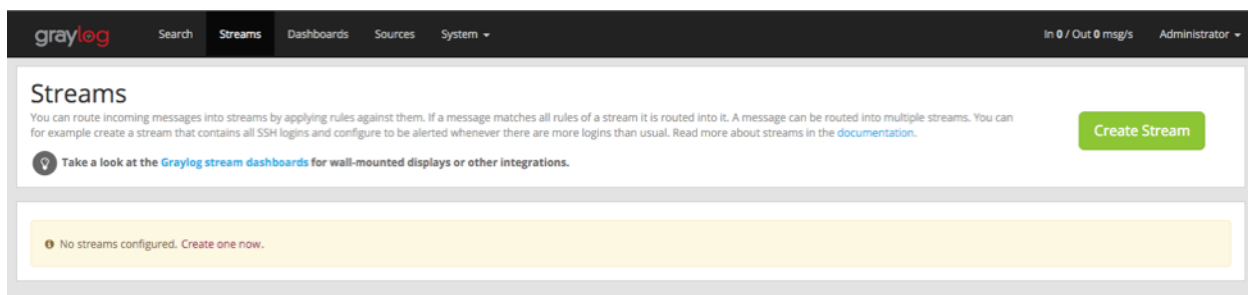 graylog Search Streams Dashboards Sources System In 0 / Out 0 msg/s Administrator
Streams
You can route incoming messages into streams by applying rules against them. If a message matches all rules of a stream it is routed into it. A message can be routed into multiple streams. You can
for example create a stream that contains all SSH logins and configure to be alerted whenever there are more logins than usual. Read more about streams in the documentation.
Create Stream
Take a look at the Graylog stream dashboards for wall-mounted displays or other integrations.
No streams configured. Create one now.